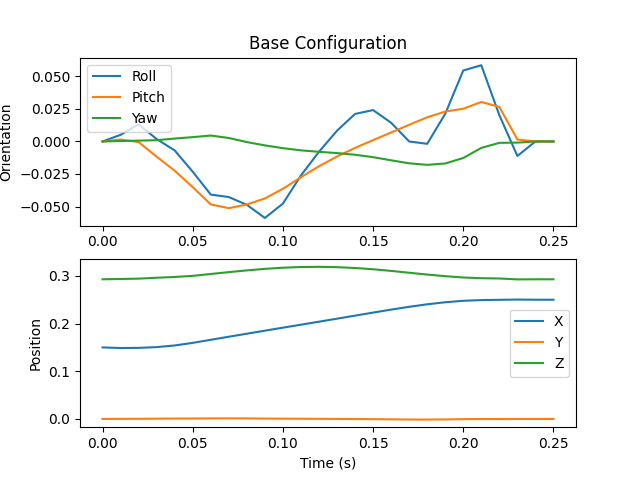 Base Configuration
Orientation
0.050
0.025
0.000
−0.025
−0.050
Roll
Pitch
Yaw
0.00 0.05 0.10 0.15 0.20 0.25
Position
0.3
0.2
0.1
0.0
X
Y
Z
0.00 0.05 0.10 0.15 0.20 0.25
Time (s)